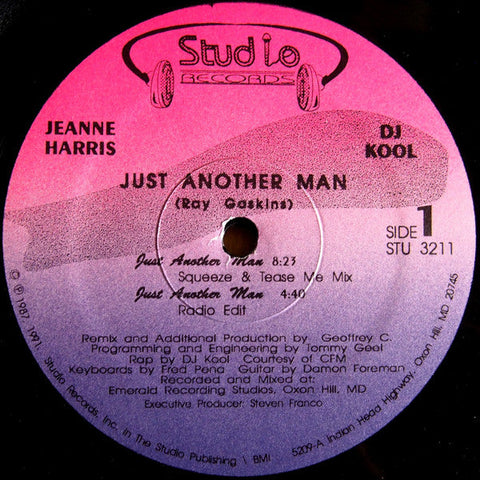 Studio
RECORDS
JEANNE
HARRIS
DJ
KOOL
JUST ANOTHER MAN
(Ray Gaskins)
SIDE 1
STU 3211
Just Another Man 8:23
Squeeze & Tease Me Mix
Just Another Man 4:40
Radio Edit
Remix and Additional Production by Geoffrey C.
Programming and Engineering by Tommy Geel
Rap by DJ Kool Courtesy of CFM
Keyboards by Fred Pena Guitar by Damon Foreman
Recorded and Mixed at:
Emerald Recording Studios, Oxon Hill, MD
Executive Producer: Steven Franco
© ℗ 1987, 1991, Studio Records, Inc., In The Studio Publishing \ BMI 5209-A Indian Head Highway, Oxon Hill, MD 20745